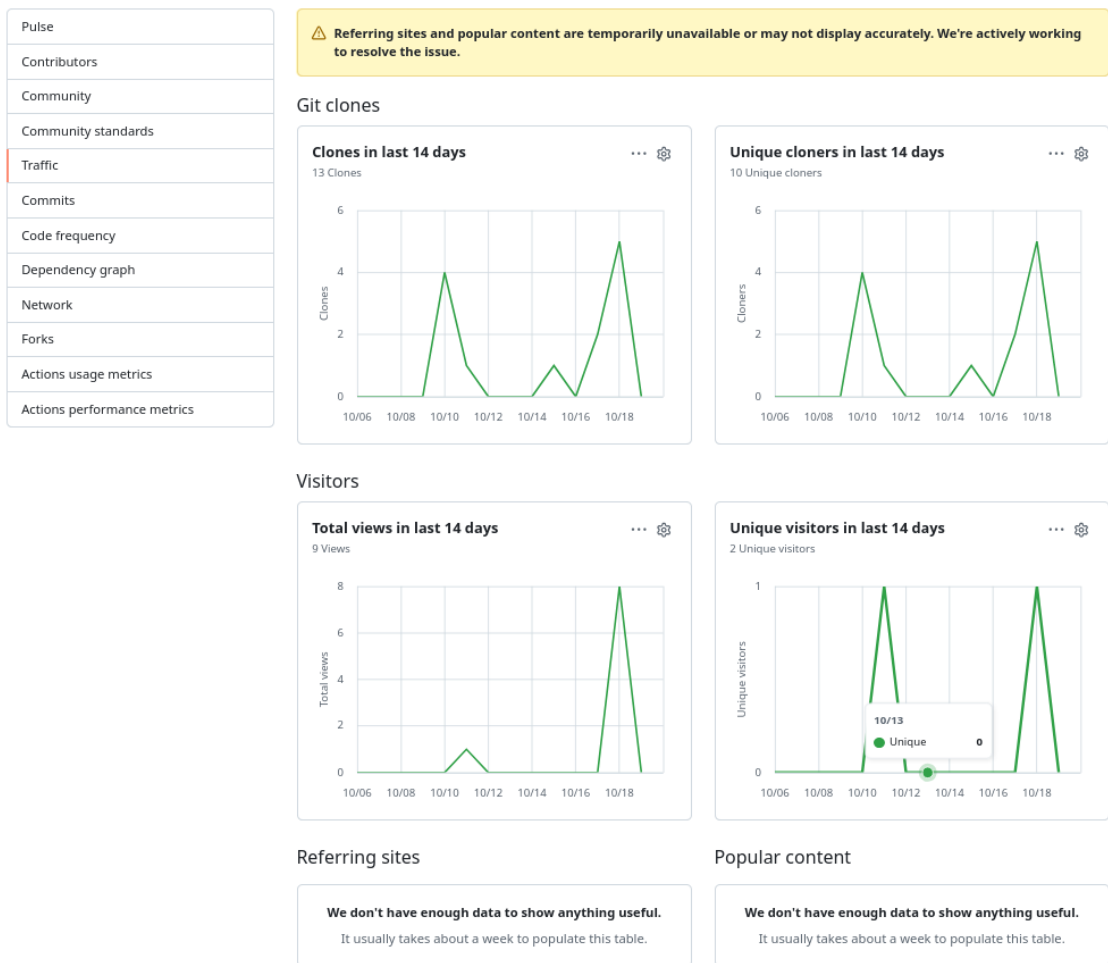 Pulse
Contributors
Community
Community standards
Traffic
Commits
Code frequency
Dependency graph
Network
Forks
Actions usage metrics
Actions performance metrics
Referring sites and popular content are temporarily unavailable or may not display accurately. We're actively working
to resolve the issue.
Git clones
Clones in last 14 days
13 Clones
6
4
2
0
Clones
10/06 10/08 10/10 10/12 10/14 10/16 10/18
Unique cloners in last 14 days
10 Unique cloners
6
4
2
0
Cloners
10/06 10/08 10/10 10/12 10/14 10/16 10/18
Visitors
Total views in last 14 days
9 Views
8
6
4
2
0
Total views
10/06 10/08 10/10 10/12 10/14 10/16 10/18
Unique visitors in last 14 days
2 Unique visitors
1
0
Unique visitors
10/13
Unique 0
10/06 10/08 10/10 10/12 10/14 10/16 10/18
Referring sites
We don't have enough data to show anything useful.
It usually takes about a week to populate this table.
Popular content
We don't have enough data to show anything useful.
It usually takes about a week to populate this table.